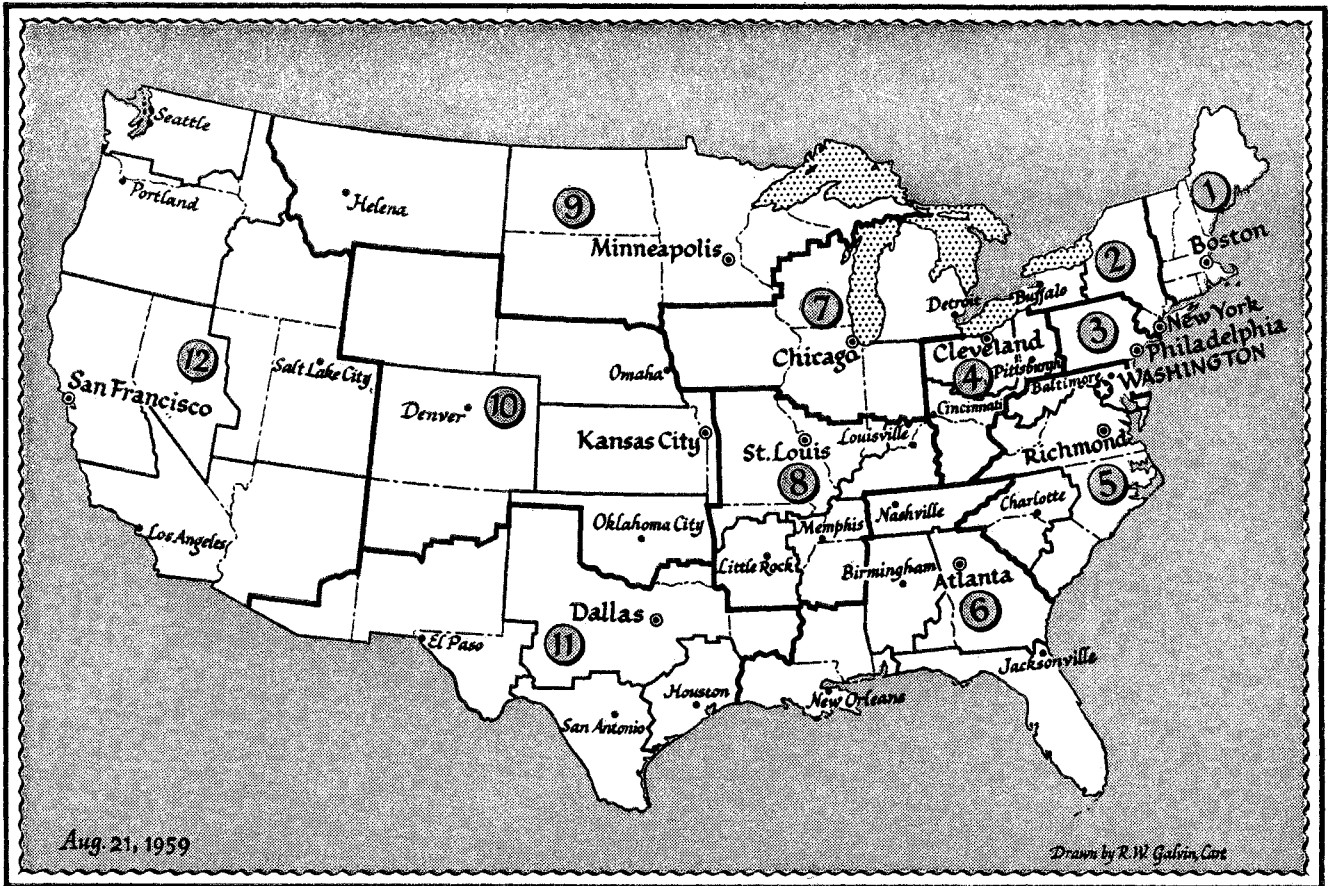 Seattle
Portland
Helena
9
Minneapolis
1
Boston
2
7
Detroit
Buffalo
New York
3
Philadelphia
Cleveland
Chicago
Pittsburgh
WASHINGTON
12
Salt Lake City
Omaha
4
Baltimore
San Francisco
Denver
10
Cincinnati
Kansas City
St. Louis
Louisville
Richmond
8
5
Los Angeles
Oklahoma City
Memphis
Nashville
Charlotte
Little Rock
Birmingham
Atlanta
Dallas
6
11
El Paso
Jacksonville
Houston
New Orleans
San Antonio
Aug. 21, 1959
Drawn by R.W. Galvin, Cart